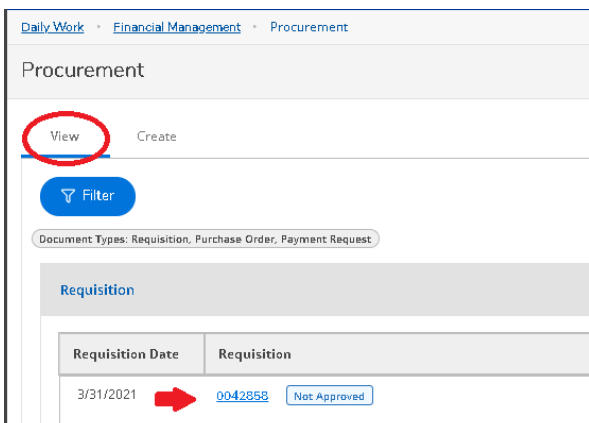 Daily Work • Financial Management • Procurement
Procurement
View Create
Filter
Document Types: Requisition, Purchase Order, Payment Request
Requisition
Requisition Date Requisition
3/31/2021 0042858 Not Approved